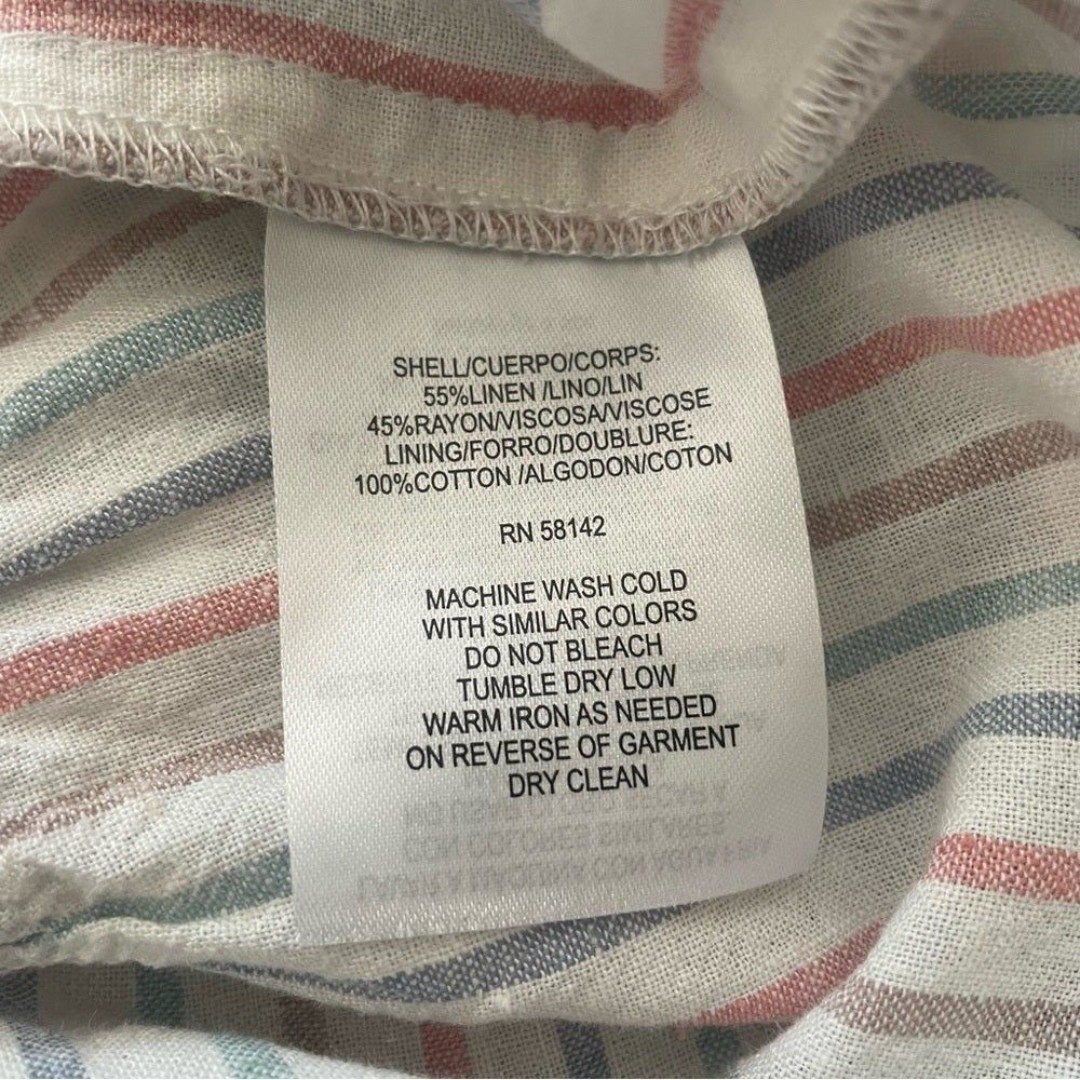 SHELL/CUERPO/CORPS:
55%LINEN /LINO/LIN
45%RAYON/VISCOSA/VISCOSE
LINING/FORRO/DOUBLURE:
100%COTTON /ALGODON/COTON
RN 58142
MACHINE WASH COLD
WITH SIMILAR COLORS
DO NOT BLEACH
TUMBLE DRY LOW
WARM IRON AS NEEDED
ON REVERSE OF GARMENT
DRY CLEAN